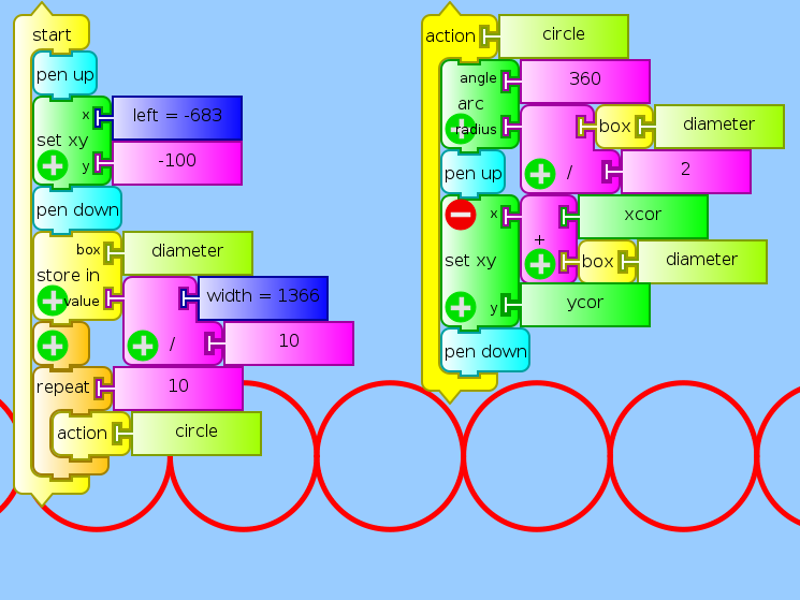 start
pen up
x left = -683
set xy
y -100
pen down
box diameter
store in
value width = 1366
/ 10
repeat 10
action circle
action circle
angle 360
arc
radius box diameter
/ 2
pen up
x xcor
set xy +
box diameter
y ycor
pen down